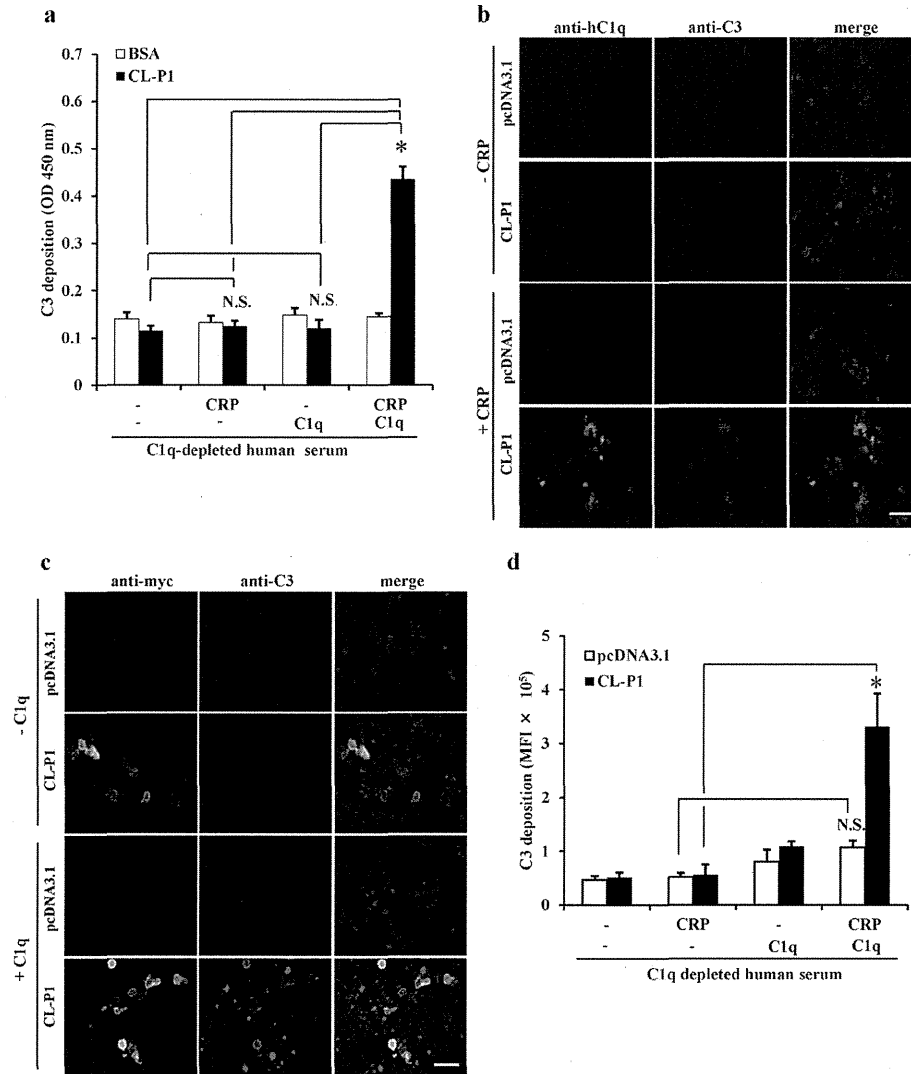 a
BSA
CL-P1
C3 deposition (OD 450 nm)
0.7
0.6
0.5
0.4
0.3
0.2
0.1
0
N.S.
N.S.
*
- CRP - CRP
- - C1q C1q
C1q-depleted human serum
b
anti-hC1q anti-C3 merge
- CRP
pcDNA3.1
CL-P1
+ CRP
pcDNA3.1
CL-P1
c
anti-myc anti-C3 merge
- C1q
pcDNA3.1
CL-P1
+ C1q
pcDNA3.1
CL-P1
d
pcDNA3.1
CL-P1
C3 deposition (MFI × 10⁵)
5
4
3
2
1
0
*
N.S.
- CRP - CRP
- - C1q C1q
C1q depleted human serum